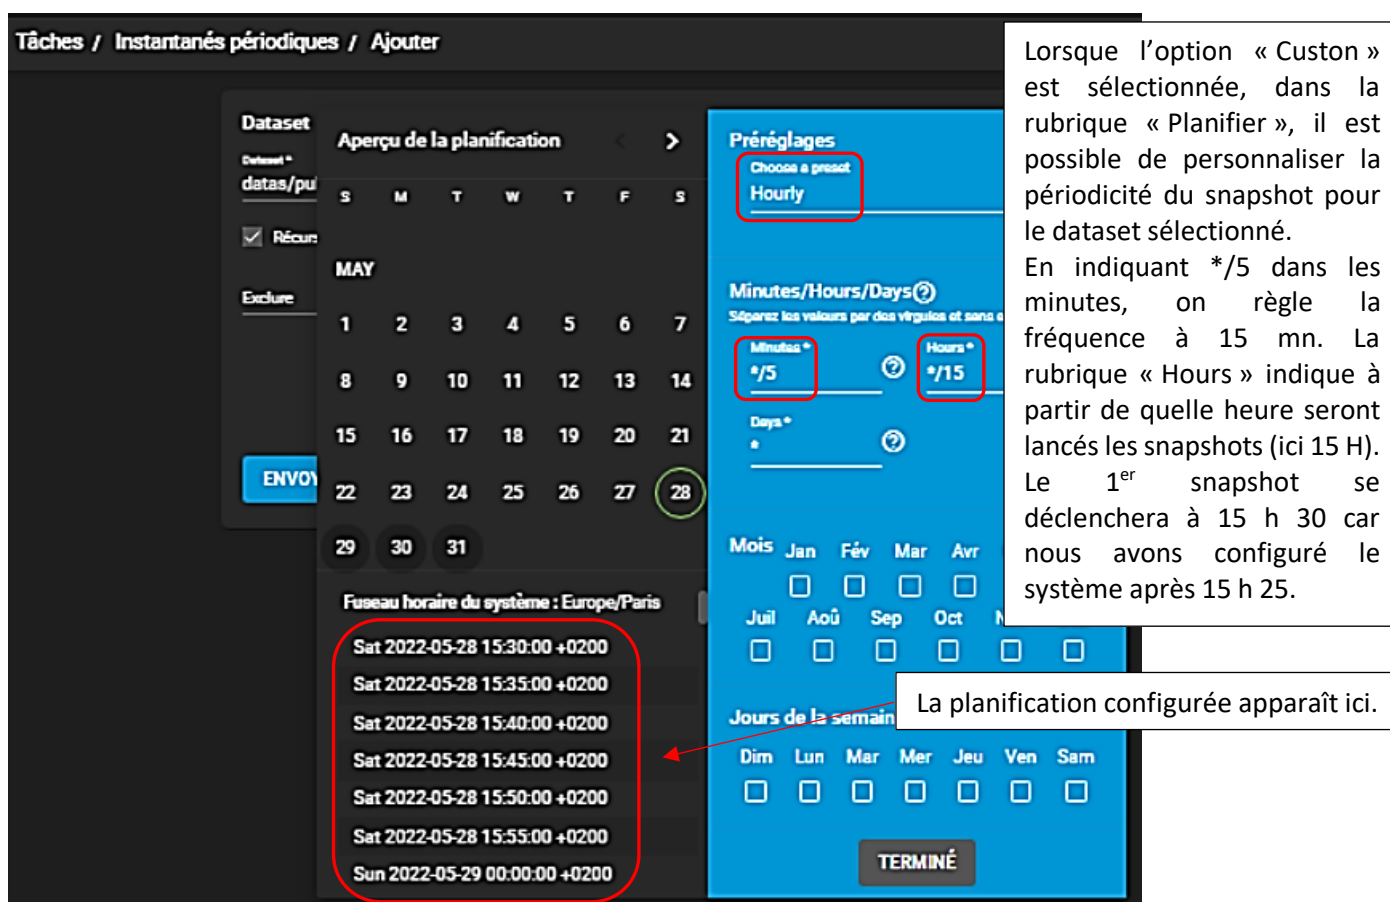 Tâches / Instantanés périodiques / Ajouter
Dataset
Dataset *
datas/pu
Récurs
Exclure
ENVOY
Aperçu de la planification
S M T W T F S
MAY
1 2 3 4 5 6 7
8 9 10 11 12 13 14
15 16 17 18 19 20 21
22 23 24 25 26 27 28
29 30 31
Fuseau horaire du système : Europe/Paris
Sat 2022-05-28 15:30:00 +0200
Sat 2022-05-28 15:35:00 +0200
Sat 2022-05-28 15:40:00 +0200
Sat 2022-05-28 15:45:00 +0200
Sat 2022-05-28 15:50:00 +0200
Sat 2022-05-28 15:55:00 +0200
Sun 2022-05-29 00:00:00 +0200
Préréglages
Choose a preset
Hourly
Minutes/Hours/Days
Séparez les valeurs par des virgules et sans
Minutes * Hours *
*/5 */15
Days *
*
Mois Jan Fév Mar Avr
Juil Aoû Sep Oct N
Jours de la semain
Dim Lun Mar Mer Jeu Ven Sam
TERMINÉ
Lorsque l'option « Custon »
est sélectionnée, dans la
rubrique « Planifier », il est
possible de personnaliser la
périodicité du snapshot pour
le dataset sélectionné.
En indiquant */5 dans les
minutes, on règle la
fréquence à 15 mn. La
rubrique « Hours » indique à
partir de quelle heure seront
lancés les snapshots (ici 15 H).
Le 1er snapshot se
déclenchera à 15 h 30 car
nous avons configuré le
système après 15 h 25.
La planification configurée apparaît ici.